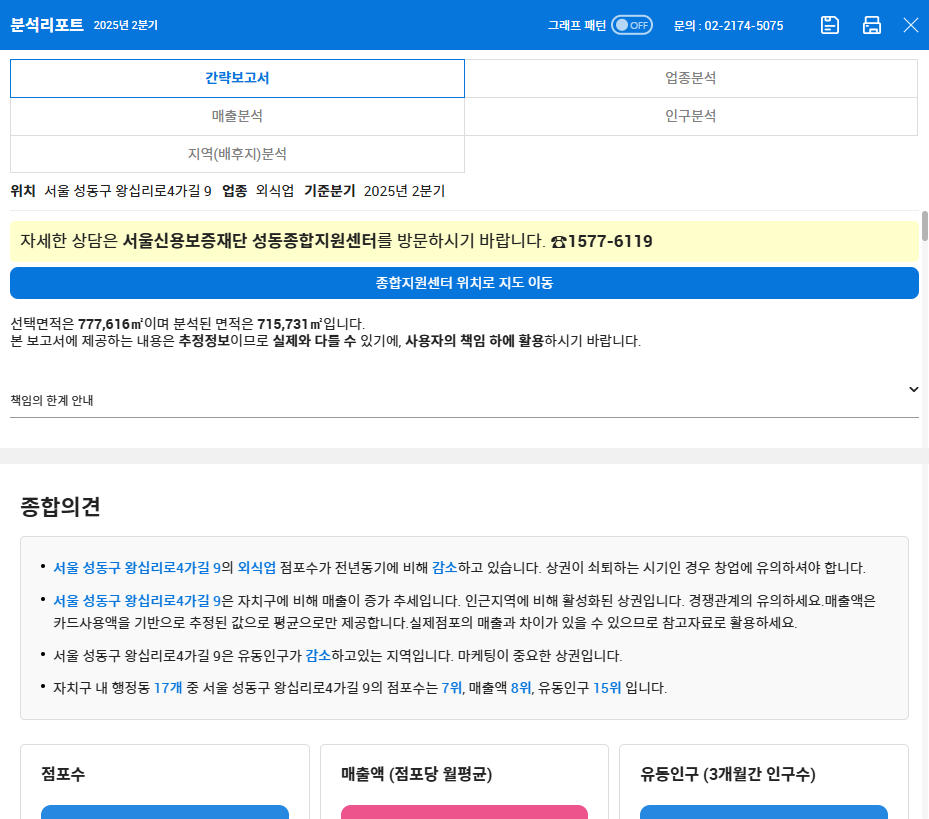 분석리포트 2025년 2분기 그래프 패턴 OFF 문의 : 02-2174-5075
간략보고서 업종분석
매출분석 인구분석
지역(배후지)분석
위치 서울 성동구 왕십리로4가길 9 업종 외식업 기준분기 2025년 2분기
자세한 상담은 서울신용보증재단 성동종합지원센터를 방문하시기 바랍니다. ☎1577-6119
종합지원센터 위치로 지도 이동
선택면적은 777,616㎡이며 분석된 면적은 715,731㎡입니다.
본 보고서에 제공하는 내용은 추정정보이므로 실제와 다를 수 있기에, 사용자의 책임 하에 활용하시기 바랍니다.
책임의 한계 안내
종합의견
• 서울 성동구 왕십리로4가길 9의 외식업 점포수가 전년동기에 비해 감소하고 있습니다. 상권이 쇠퇴하는 시기인 경우 창업에 유의하셔야 합니다.
• 서울 성동구 왕십리로4가길 9은 자치구에 비해 매출이 증가 추세입니다. 인근지역에 비해 활성화된 상권입니다. 경쟁관계의 유의하세요.매출액은
카드사용액을 기반으로 추정된 값으로 평균으로만 제공합니다.실제점포의 매출과 차이가 있을 수 있으므로 참고자료로 활용하세요.
• 서울 성동구 왕십리로4가길 9은 유동인구가 감소하고있는 지역입니다. 마케팅이 중요한 상권입니다.
• 자치구 내 행정동 17개 중 서울 성동구 왕십리로4가길 9의 점포수는 7위, 매출액 8위, 유동인구 15위 입니다.
점포수 매출액 (점포당 월평균) 유동인구 (3개월간 인구수)